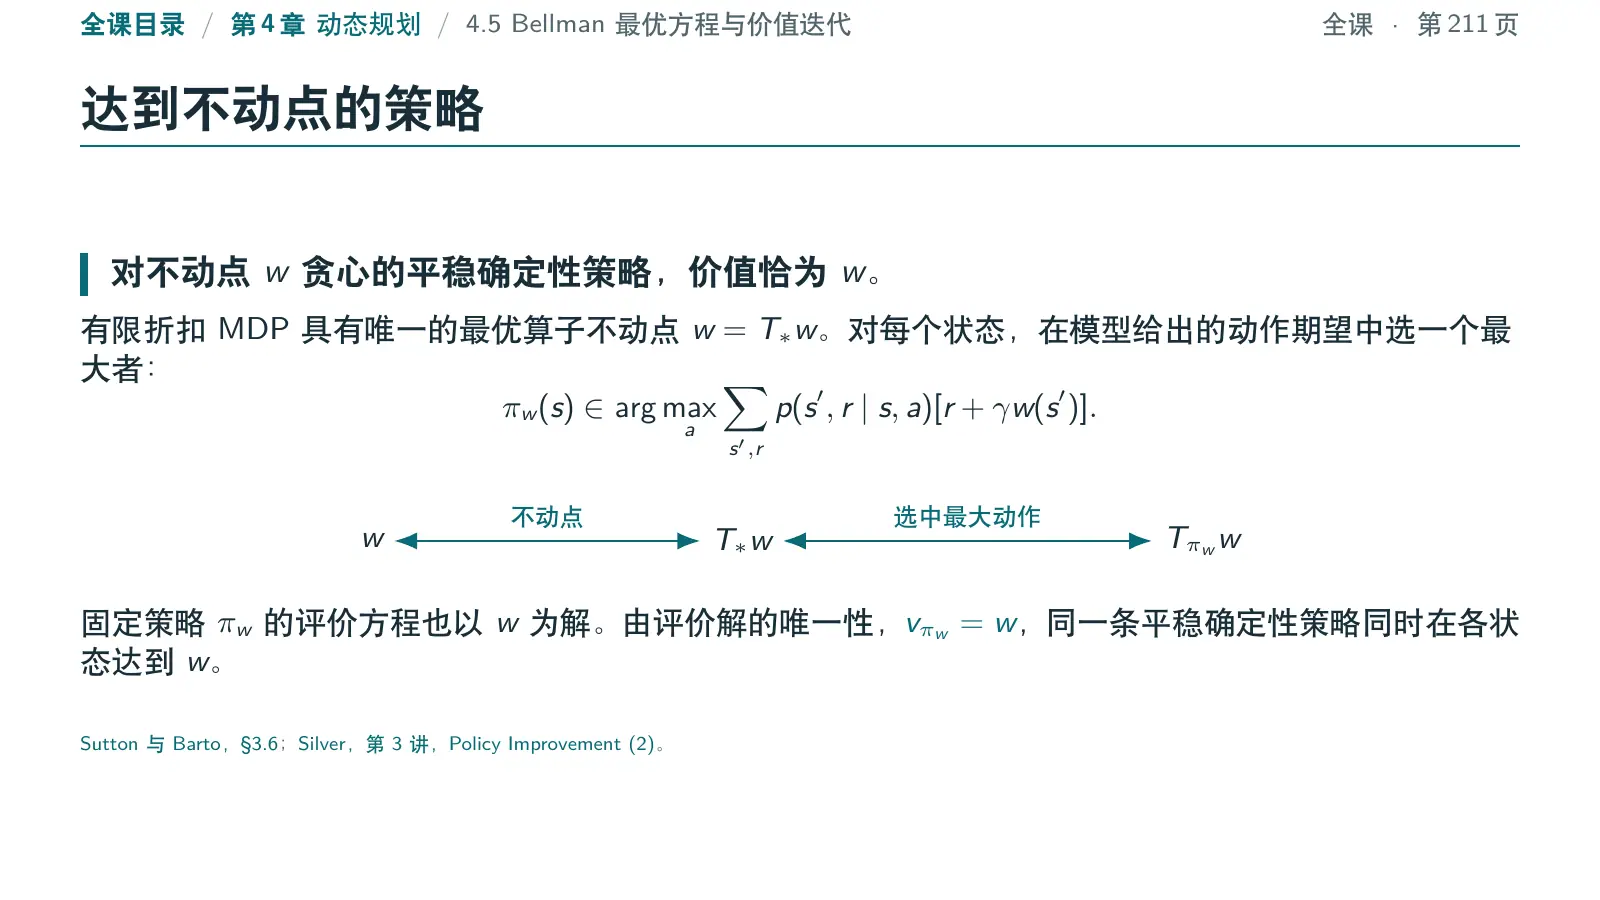 全课目录 / 第 4 章 动态规划 / 4.5 Bellman 最优方程与价值迭代 全课 · 第 211 页
达到不动点的策略
对不动点 w 贪心的平稳确定性策略，价值恰为 w。
有限折扣 MDP 具有唯一的最优算子不动点 w = T_* w。对每个状态，在模型给出的动作期望中选一个最
大者：
π_w(s) ∈ arg max_a ∑_{s′,r} p(s′, r | s, a)[r + γw(s′)].
不动点 选中最大动作
w T_* w T_{π_w} w
固定策略 π_w 的评价方程也以 w 为解。由评价解的唯一性，v_{π_w} = w，同一条平稳确定性策略同时在各状
态达到 w。
Sutton 与 Barto，§3.6；Silver，第 3 讲，Policy Improvement (2)。